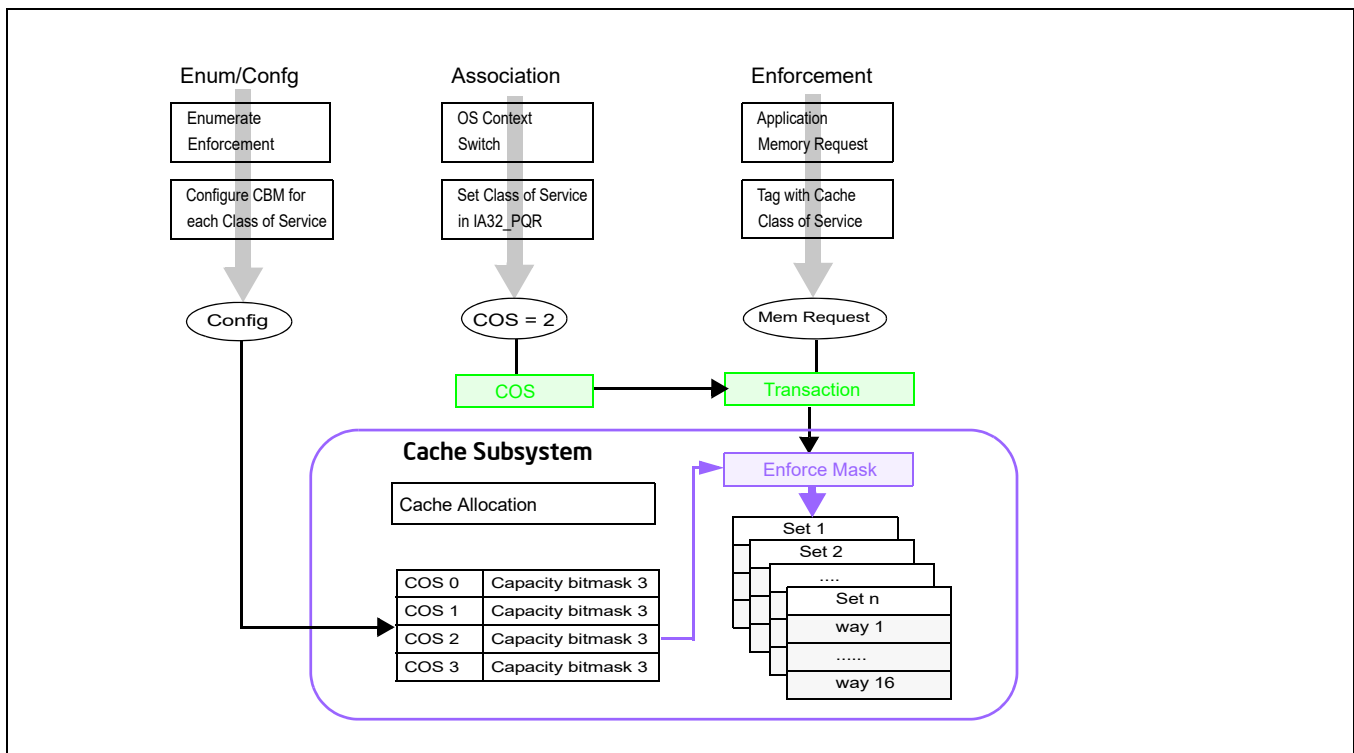 Enum/Confg
Association
Enforcement
Enumerate
Enforcement
OS Context
Switch
Application
Memory Request
Configure CBM for
each Class of Service
Set Class of Service
in IA32_PQR
Tag with Cache
Class of Service
Config
COS = 2
Mem Request
COS
Transaction
Cache Subsystem
Enforce Mask
Cache Allocation
Set 1
Set 2
....
Set n
way 1
......
way 16
COS 0 Capacity bitmask 3
COS 1 Capacity bitmask 3
COS 2 Capacity bitmask 3
COS 3 Capacity bitmask 3